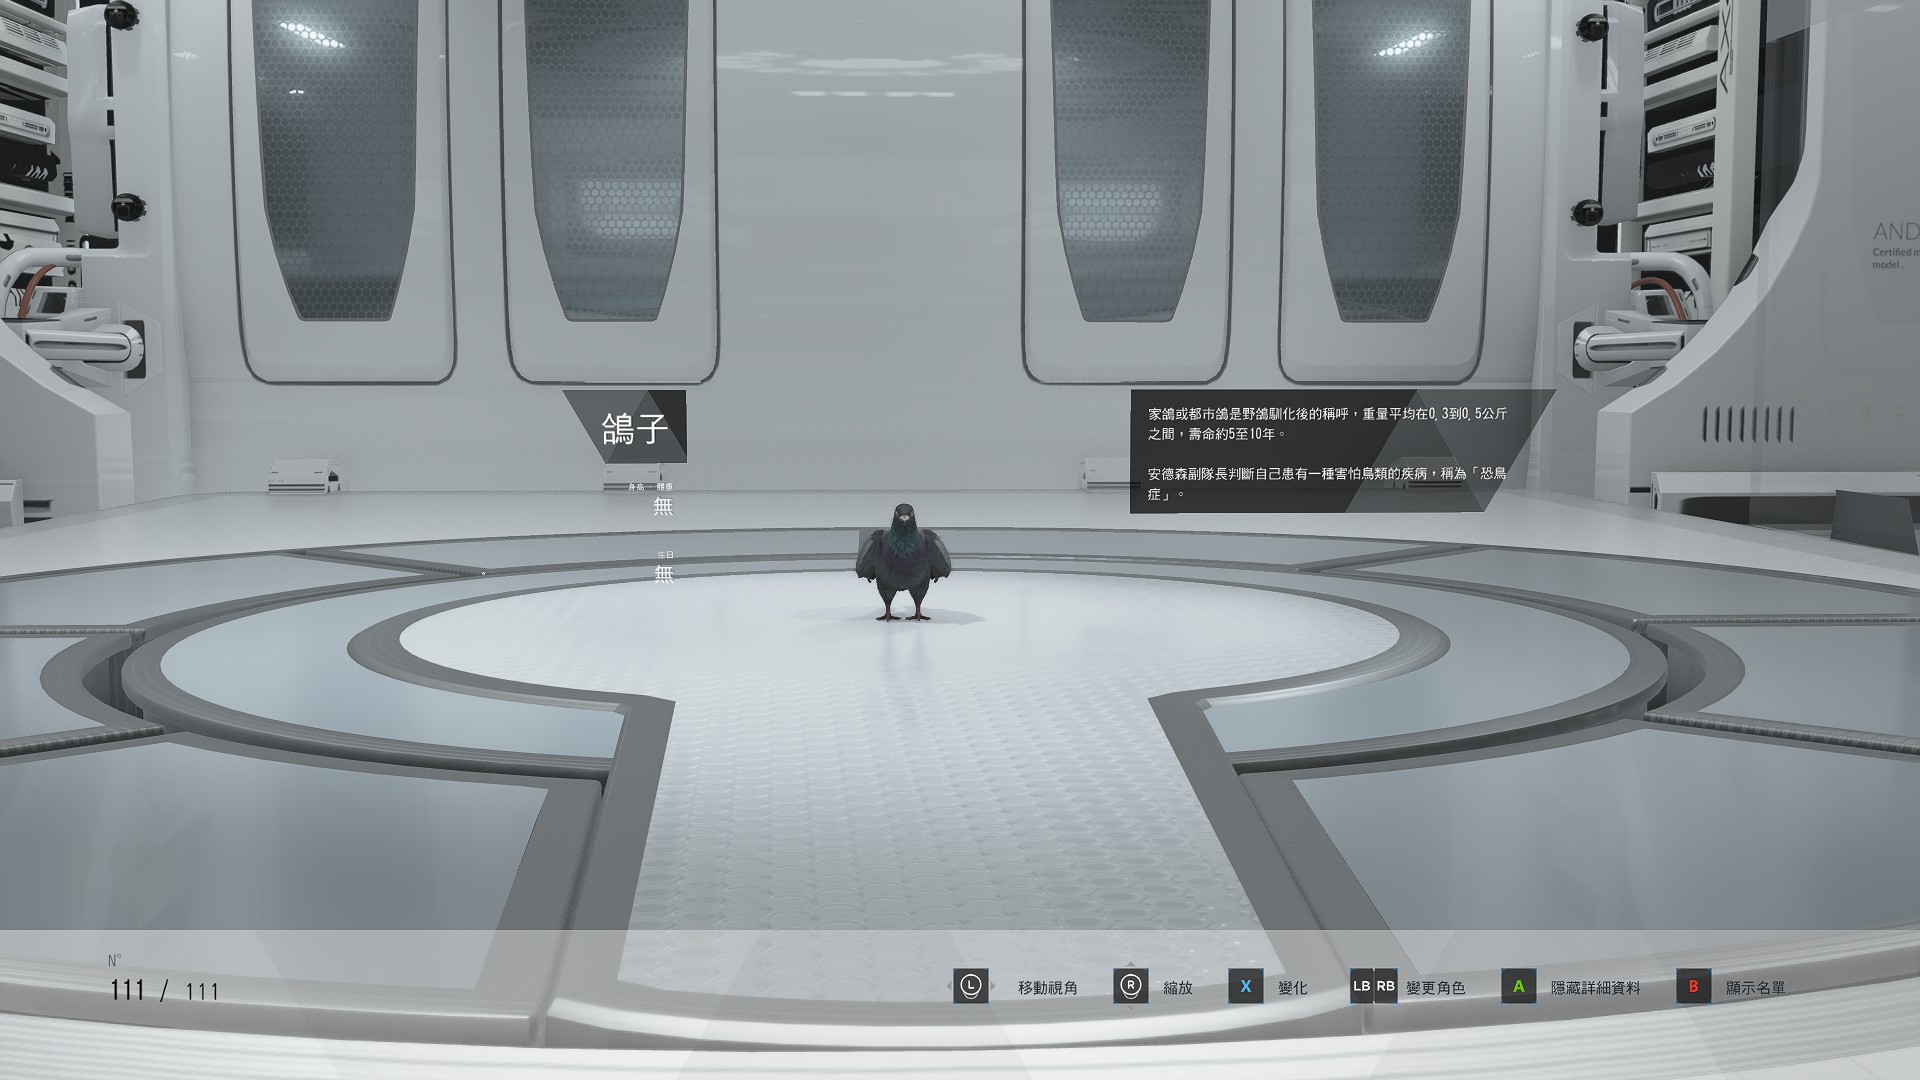 AND
Certified m
model.
鴿子
身高・體重
無
生日
無
家鴿或都市鴿是野鴿馴化後的稱呼，重量平均在0.3到0.5公斤
之間，壽命約5至10年。
安德森副隊長判斷自己患有一種害怕鳥類的疾病，稱為「恐鳥
症」。
N°
111 / 111
L 移動視角 R 縮放 X 變化 LB RB 變更角色 A 隱藏詳細資料 B 顯示名單